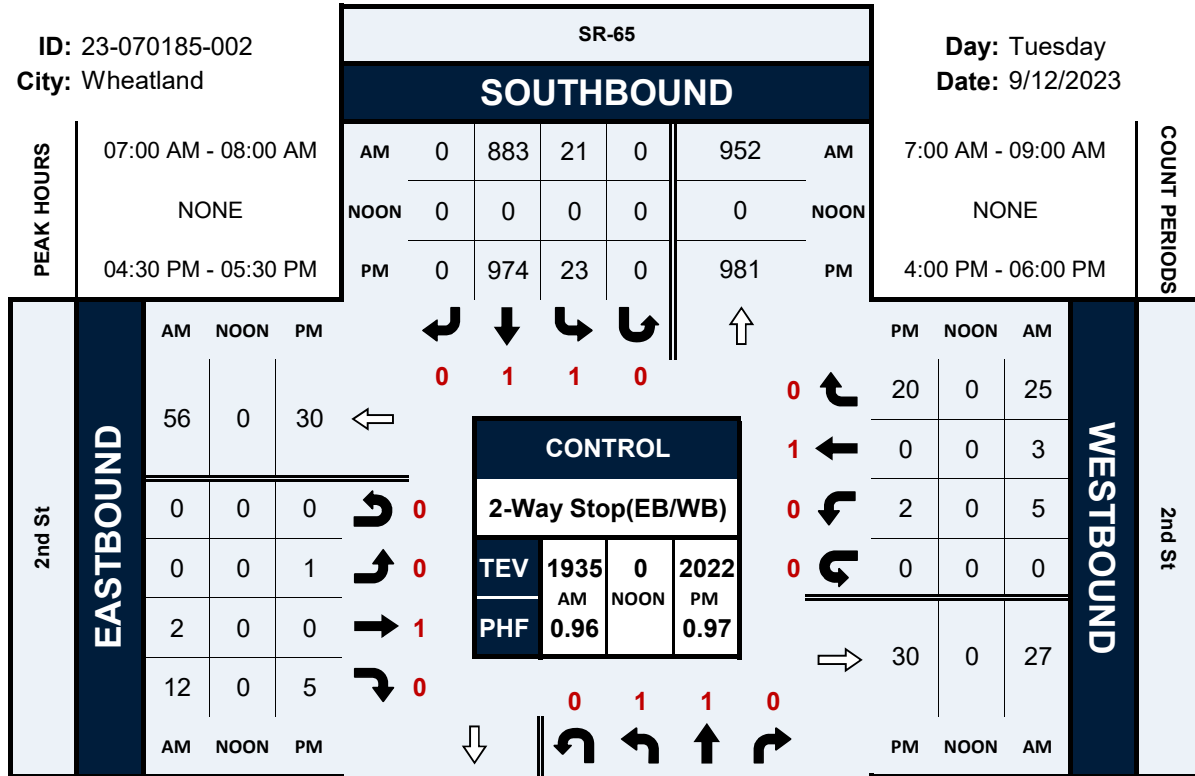 ID: 23-070185-002
City: Wheatland
SR-65
SOUTHBOUND
Day: Tuesday
Date: 9/12/2023
PEAK HOURS
07:00 AM - 08:00 AM
NONE
04:30 PM - 05:30 PM
AM 0 883 21 0 952 AM
NOON 0 0 0 0 0 NOON
PM 0 974 23 0 981 PM
7:00 AM - 09:00 AM
NONE
4:00 PM - 06:00 PM
COUNT PERIODS
0 1 1 0
2nd St
EASTBOUND
AM NOON PM
56 0 30
0 0 0 0
0 0 1 0
2 0 0 1
12 0 5 0
AM NOON PM
CONTROL
2-Way Stop(EB/WB)
TEV 1935 0 2022
AM NOON PM
PHF 0.96 0.97
PM NOON AM
0 20 0 25
1 0 0 3
0 2 0 5
0 0 0 0
30 0 27
PM NOON AM
WESTBOUND
2nd St
0 1 1 0